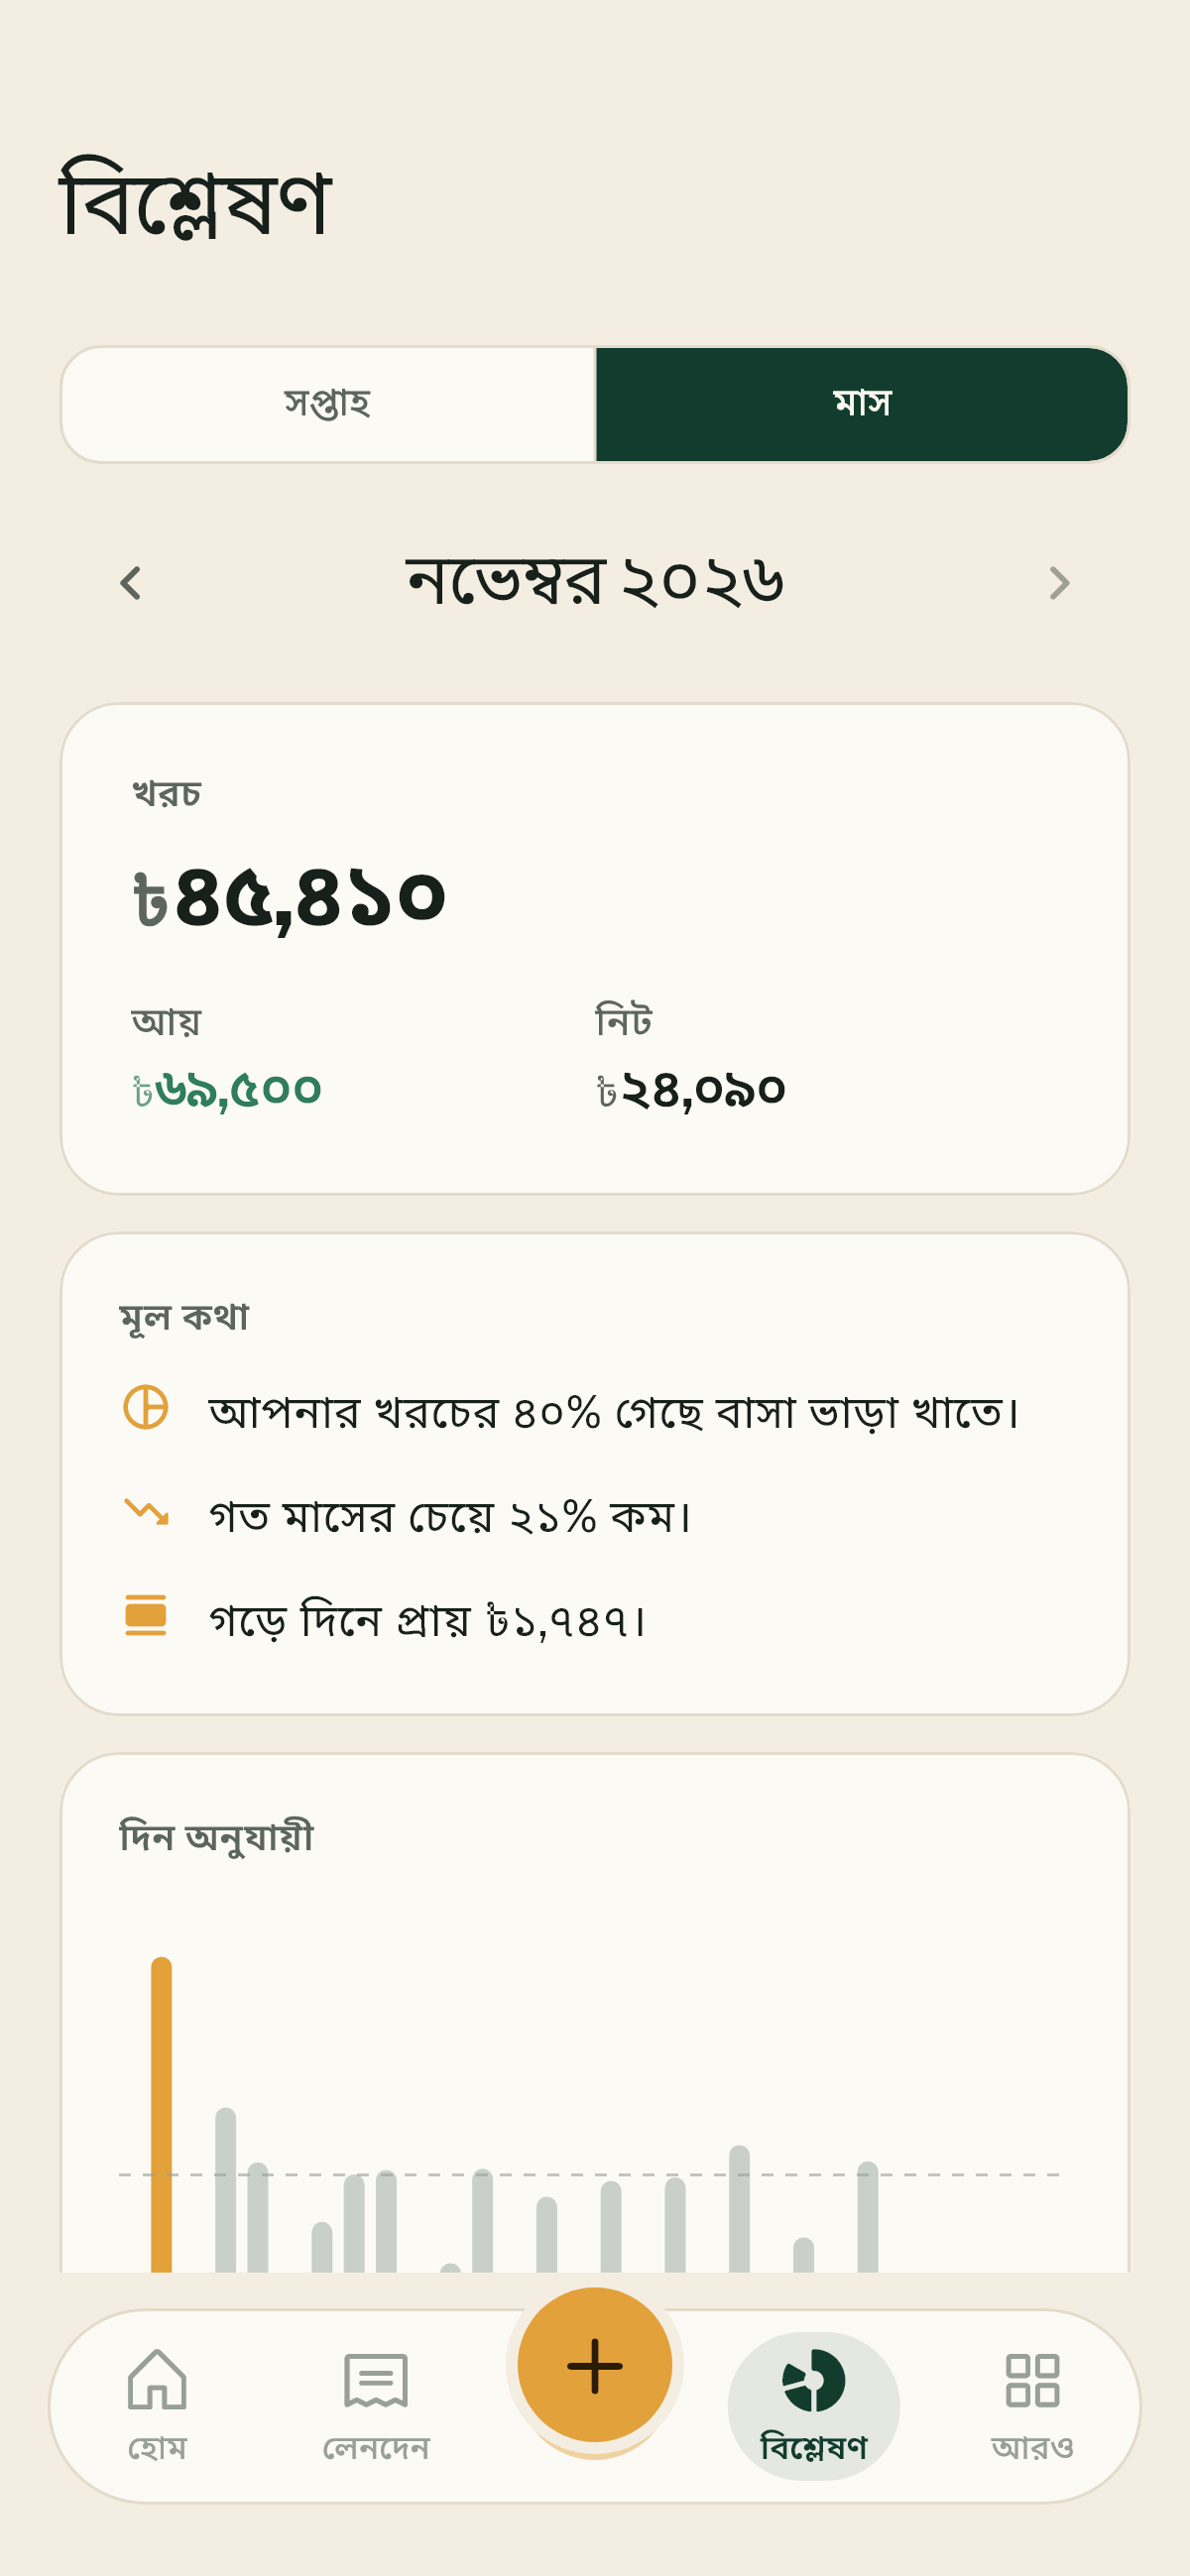 বিশ্লেষণ
সপ্তাহ মাস
নভেম্বর ২০২৬
খরচ
৳৪৫,৪১০
আয় নিট
৳৬৯,৫০০ ৳২৪,০৯০
মূল কথা
আপনার খরচের ৪০% গেছে বাসা ভাড়া খাতে।
গত মাসের চেয়ে ২১% কম।
গড়ে দিনে প্রায় ৳১,৭৪৭।
দিন অনুযায়ী
হোম লেনদেন বিশ্লেষণ আরও